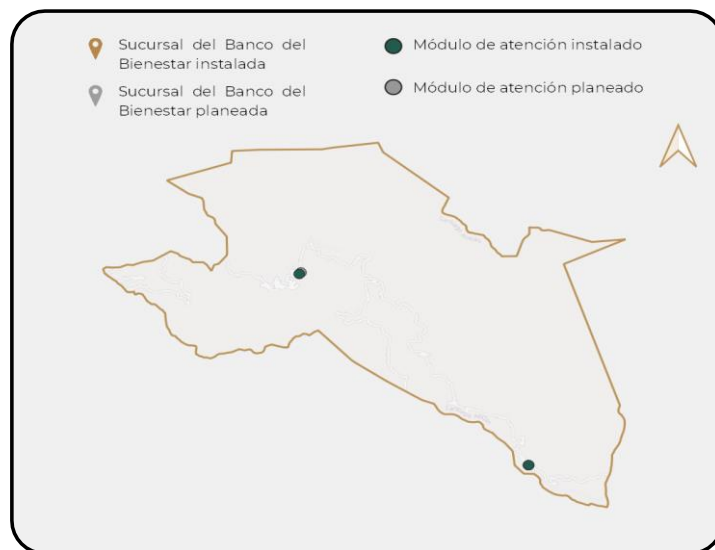 Sucursal del Banco del
Bienestar instalada
Sucursal del Banco del
Bienestar planeada
Módulo de atención instalado
Módulo de atención planeado